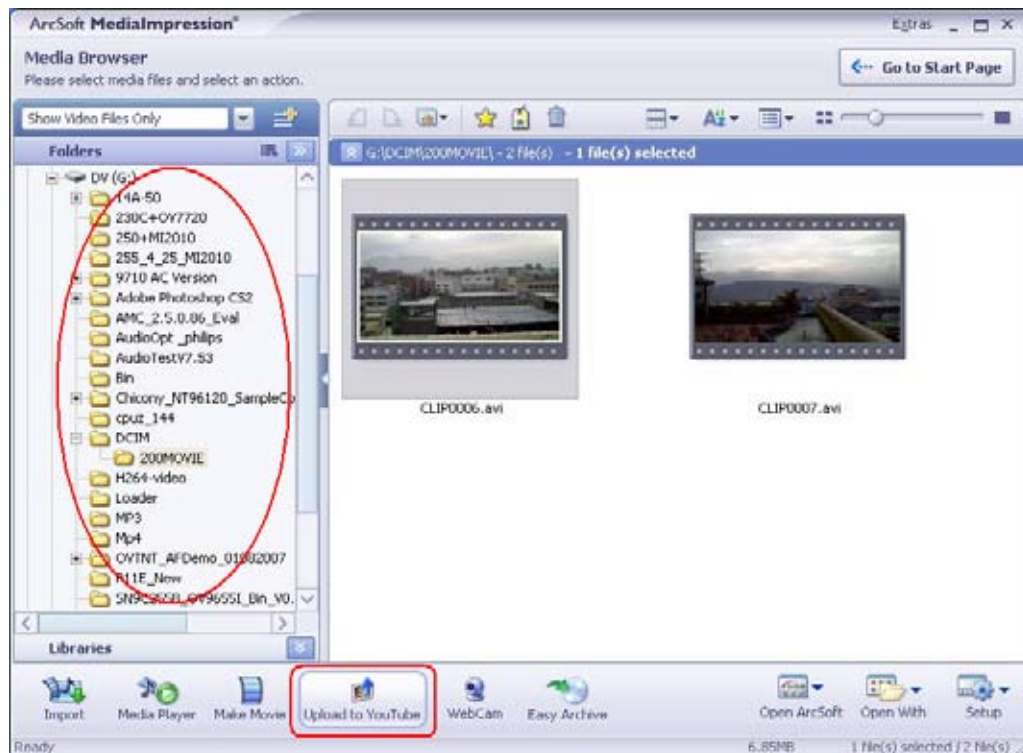 ArcSoft MediaImpression®
Extras
Media Browser
Please select media files and select an action.
Go to Start Page
Show Video Files Only
Folders
G:\DCIM\200MOVIE\ - 2 file(s) - 1 file(s) selected
DV (G:)
14A-50
230C+OV7720
250+MI2010
255_4_25_MI2010
9710 AC Version
Adobe Photoshop CS2
AMC_2.5.0.86_Eval
AudioOpt _philips
AudioTestV7.53
Bin
Chicony_NT96120_SampleCo
cpuz_144
DCIM
200MOVIE
H264-video
Loader
MP3
Mp4
OVTNT_AFDemo_01082007
CLIP0006.avi
CLIP0007.avi
Libraries
Import
Media Player
Make Movie
Upload to YouTube
WebCam
Easy Archive
Open ArcSoft
Open With
Setup
Ready
6.85MB
1 file(s) selected / 2 file(s)